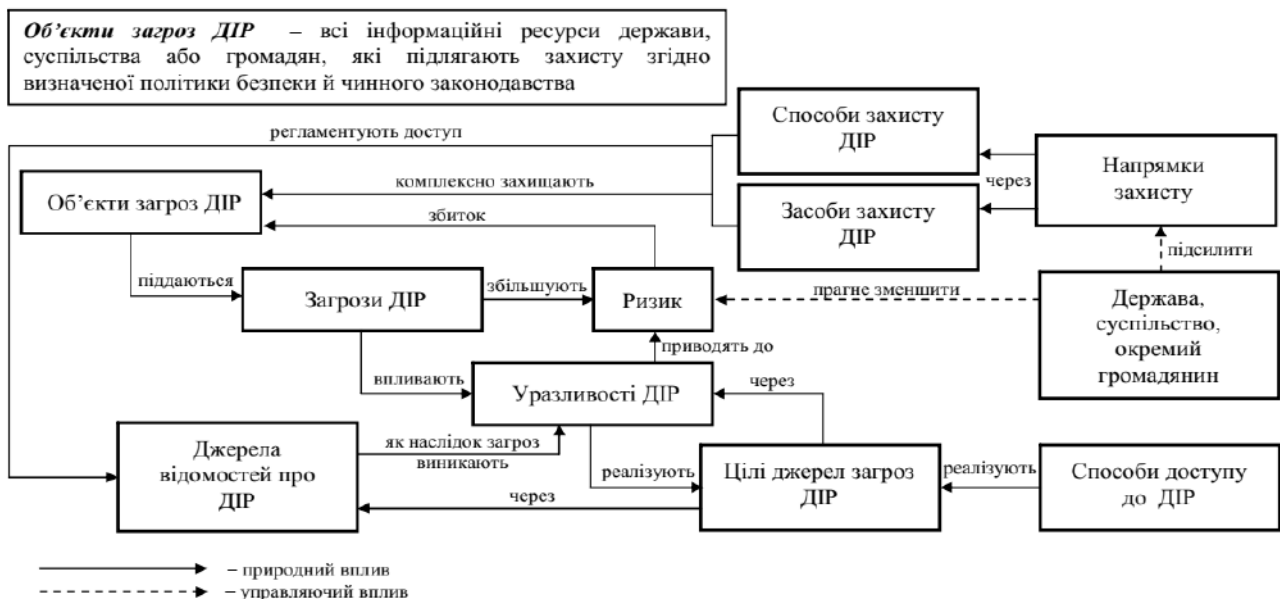 Об’єкти загроз ДІР – всі інформаційні ресурси держави,
суспільства або громадян, які підлягають захисту згідно
визначеної політики безпеки й чинного законодавства
регламентують доступ
Способи захисту
ДІР
Напрямки
захисту
через
комплексно захищають
Об’єкти загроз ДІР
Засоби захисту
ДІР
збиток
підсилити
піддаються
Загрози ДІР
збільшують
Ризик
прагне зменшити
Держава,
суспільство,
окремий
громадянин
приводять до
впливають
Уразливості ДІР
через
Джерела
відомостей про
ДІР
як наслідок загроз
виникають
реалізують
Цілі джерел загроз
ДІР
реалізують
Способи доступу
до ДІР
через
– природний вплив
– управляючий вплив